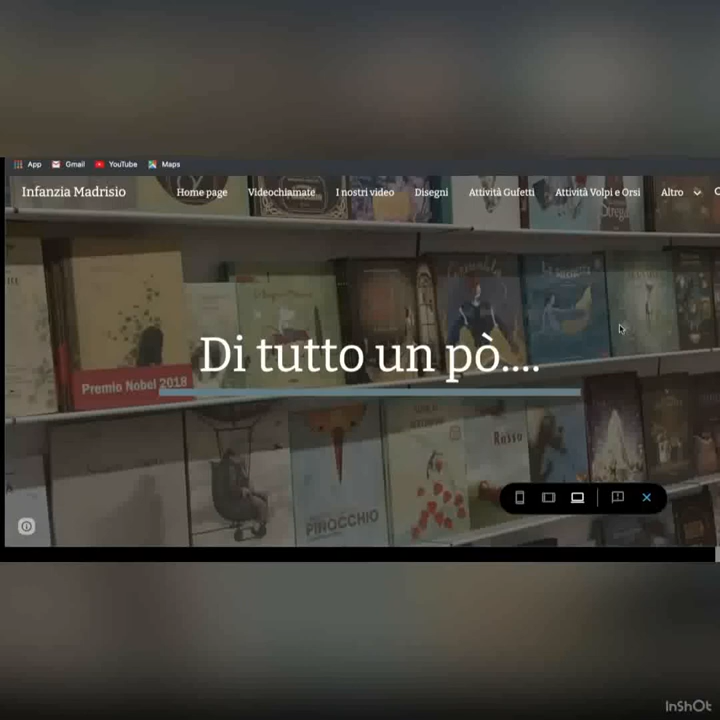 App Gmail YouTube Maps
Infanzia Madrisio Home page Videochiamate I nostri video Disegni Attività Gufetti Attività Volpi e Orsi Altro
Di tutto un pò....
Premio Nobel 2018
Rosso
PINOCCHIO
InShOt